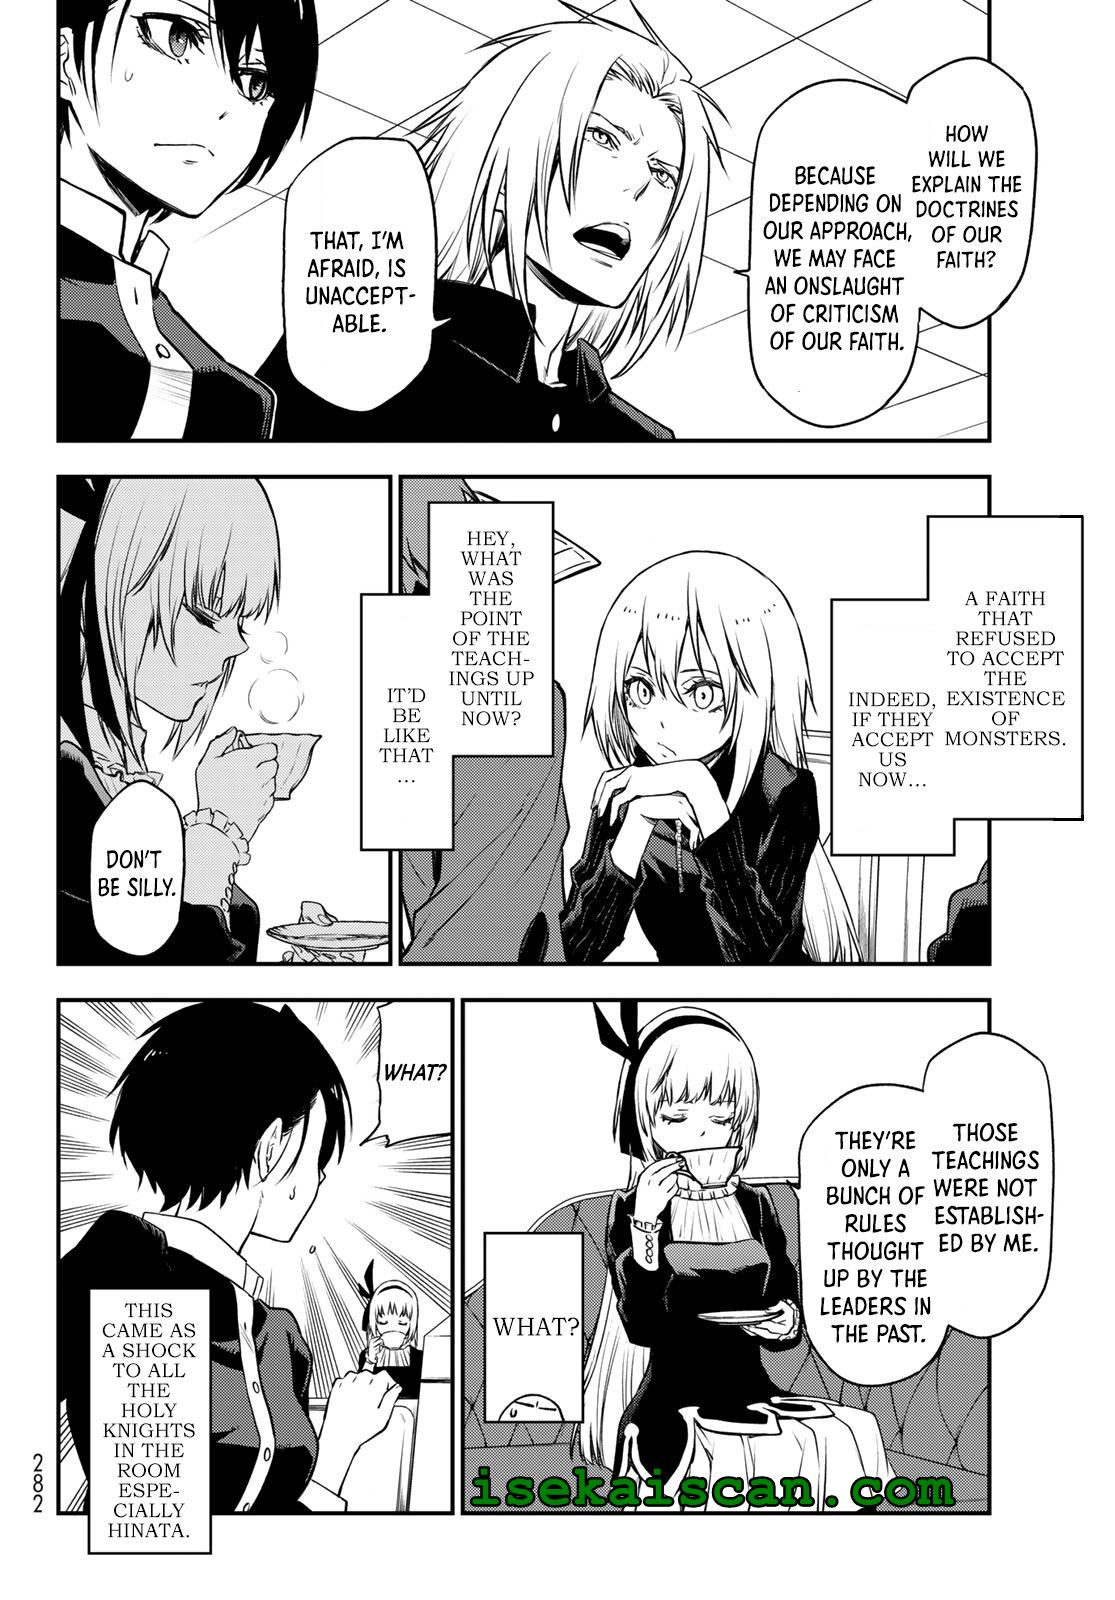 HOW
WILL WE
EXPLAIN THE
DOCTRINES
OF OUR
FAITH?
BECAUSE
DEPENDING ON
OUR APPROACH,
WE MAY FACE
AN ONSLAUGHT
OF CRITICISM
OF OUR FAITH.
THAT, I'M
AFRAID, IS
UNACCEPT-
ABLE.
A FAITH
THAT
REFUSED
TO ACCEPT
THE
EXISTENCE
OF
MONSTERS.
INDEED,
IF THEY
ACCEPT
US
NOW...
HEY,
WHAT
WAS
THE
POINT
OF THE
TEACH-
INGS UP
UNTIL
NOW?
IT'D
BE
LIKE
THAT
...
DON'T
BE SILLY.
THOSE
TEACHINGS
WERE NOT
ESTABLISH-
ED BY ME.
THEY'RE
ONLY A
BUNCH OF
RULES
THOUGHT
UP BY THE
LEADERS IN
THE PAST.
WHAT?
WHAT?
THIS
CAME AS
A SHOCK
TO ALL
THE
HOLY
KNIGHTS
IN THE
ROOM
ESPE-
CIALLY
HINATA.
282
isekaiscan.com